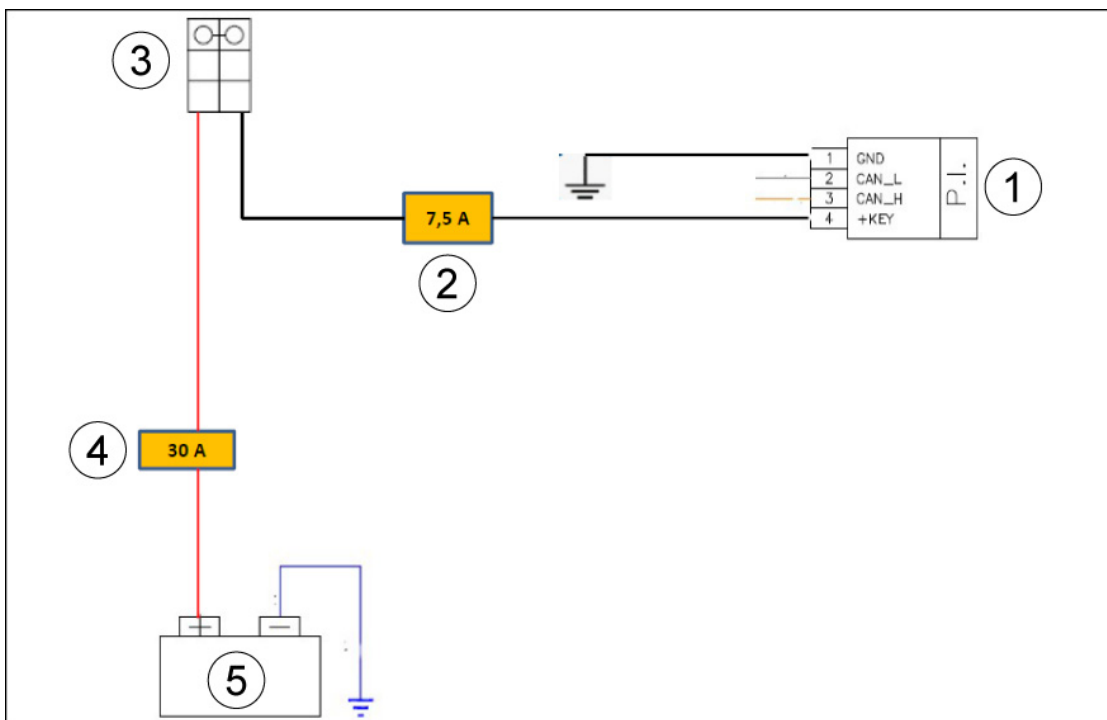 3
1 GND
2 CAN_L
3 CAN_H
4 +KEY
P.I.
1
7,5 A
2
4
30 A
+
−
5